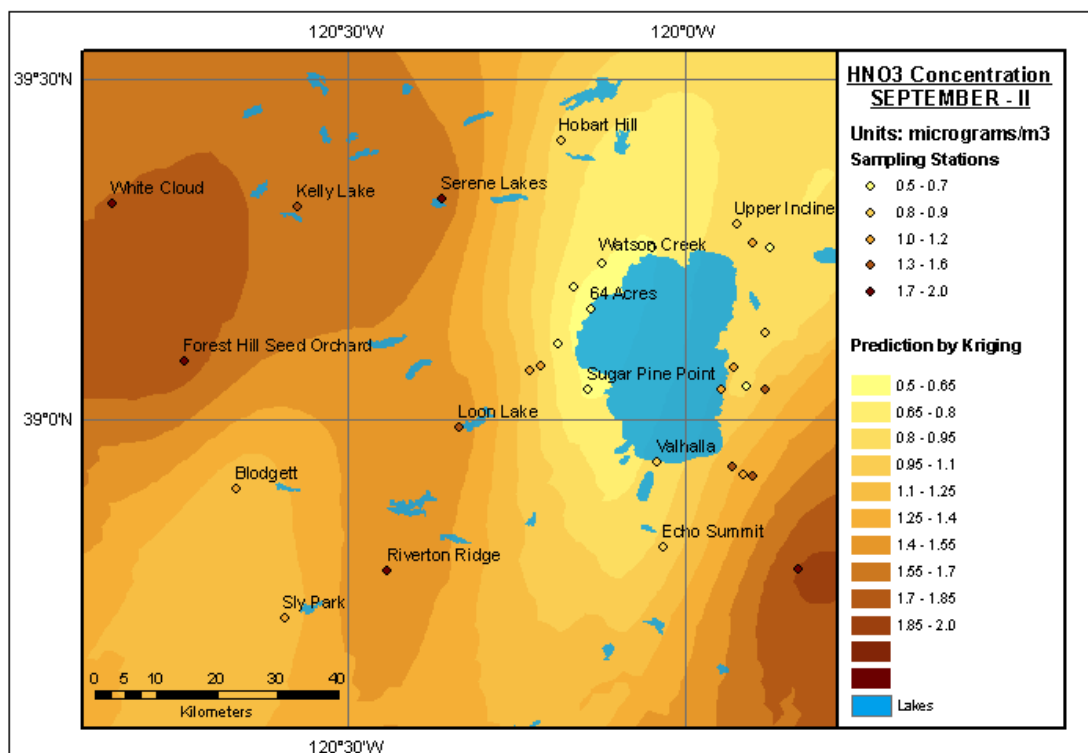 120°30'W
120°0'W
39°30'N
HNO3 Concentration
SEPTEMBER - II
Units: micrograms/m3
Sampling Stations
0.5 - 0.7
0.8 - 0.9
1.0 - 1.2
1.3 - 1.6
1.7 - 2.0
Hobart Hill
White Cloud
Kelly Lake
Serene Lakes
Upper Incline
Watson Creek
64 Acres
Forest Hill Seed Orchard
Sugar Pine Point
Prediction by Kriging
0.5 - 0.65
0.65 - 0.8
0.8 - 0.95
0.95 - 1.1
1.1 - 1.25
1.25 - 1.4
1.4 - 1.55
1.55 - 1.7
1.7 - 1.85
1.85 - 2.0
Lakes
39°0'N
Loon Lake
Valhalla
Blodgett
Echo Summit
Riverton Ridge
Sly Park
0 5 10 20 30 40
Kilometers
120°30'W
120°0'W